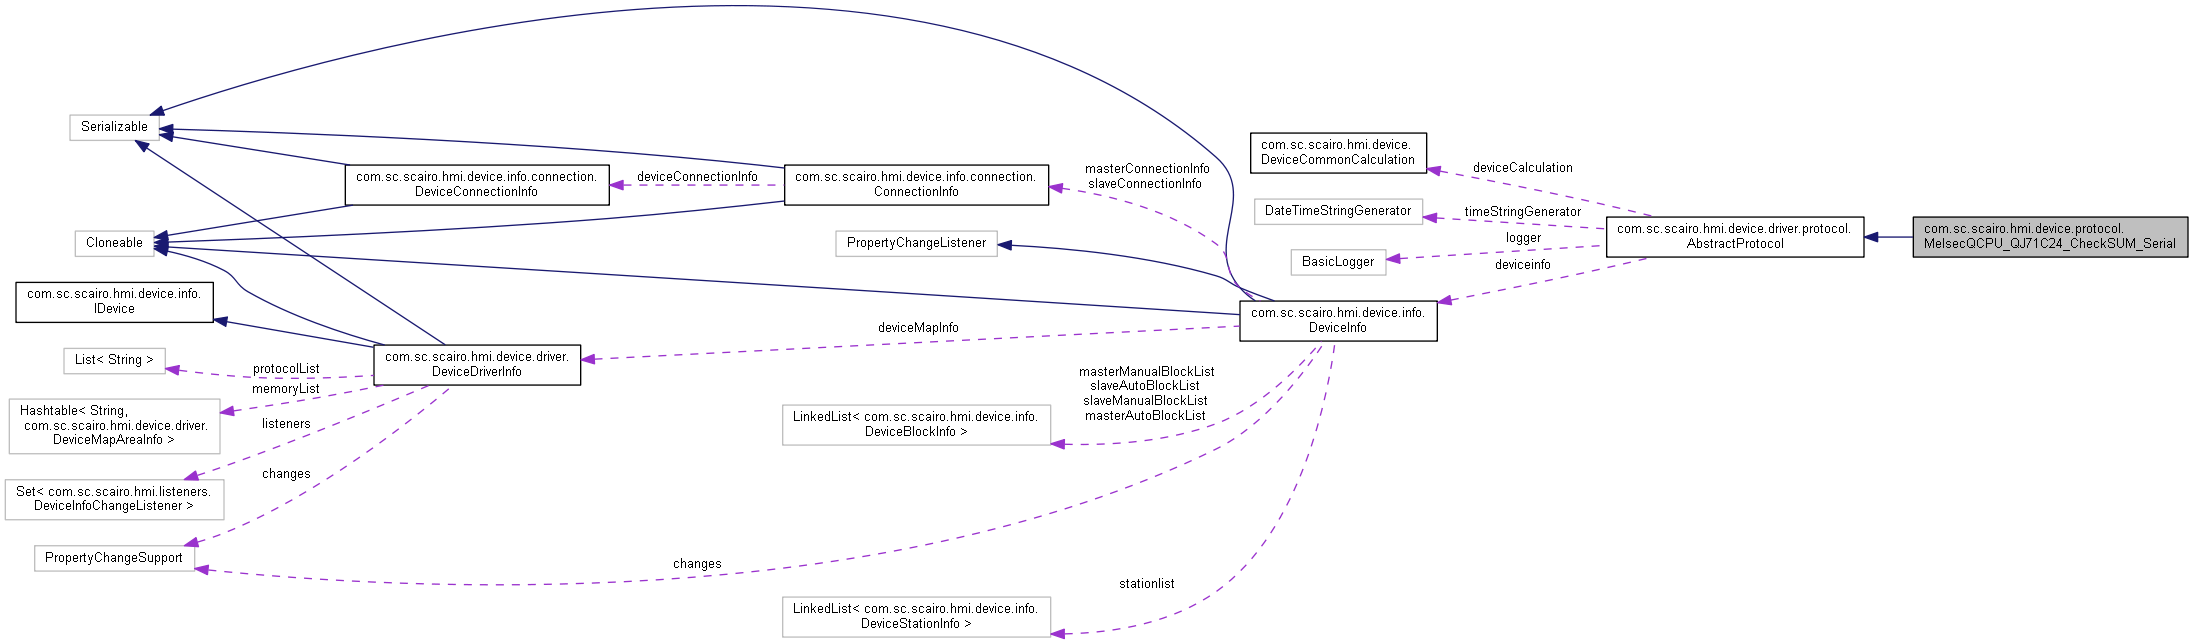 Serializable
com.sc.scairo.hmi.device.info.connection.
DeviceConnectionInfo
deviceConnectionInfo
com.sc.scairo.hmi.device.info.connection.
ConnectionInfo
masterConnectionInfo
slaveConnectionInfo
com.sc.scairo.hmi.device.
DeviceCommonCalculation
deviceCalculation
DateTimeStringGenerator
timeStringGenerator
com.sc.scairo.hmi.device.driver.protocol.
AbstractProtocol
com.sc.scairo.hmi.device.protocol.
MelsecQCPU_QJ71C24_CheckSUM_Serial
Cloneable
PropertyChangeListener
logger
BasicLogger
deviceinfo
com.sc.scairo.hmi.device.info.
IDevice
com.sc.scairo.hmi.device.info.
DeviceInfo
deviceMapInfo
List< String >
protocolList
com.sc.scairo.hmi.device.driver.
DeviceDriverInfo
memoryList
Hashtable< String,
com.sc.scairo.hmi.device.driver.
DeviceMapAreaInfo >
listeners
masterManualBlockList
slaveAutoBlockList
slaveManualBlockList
masterAutoBlockList
LinkedList< com.sc.scairo.hmi.device.info.
DeviceBlockInfo >
changes
Set< com.sc.scairo.hmi.listeners.
DeviceInfoChangeListener >
PropertyChangeSupport
changes
stationlist
LinkedList< com.sc.scairo.hmi.device.info.
DeviceStationInfo >